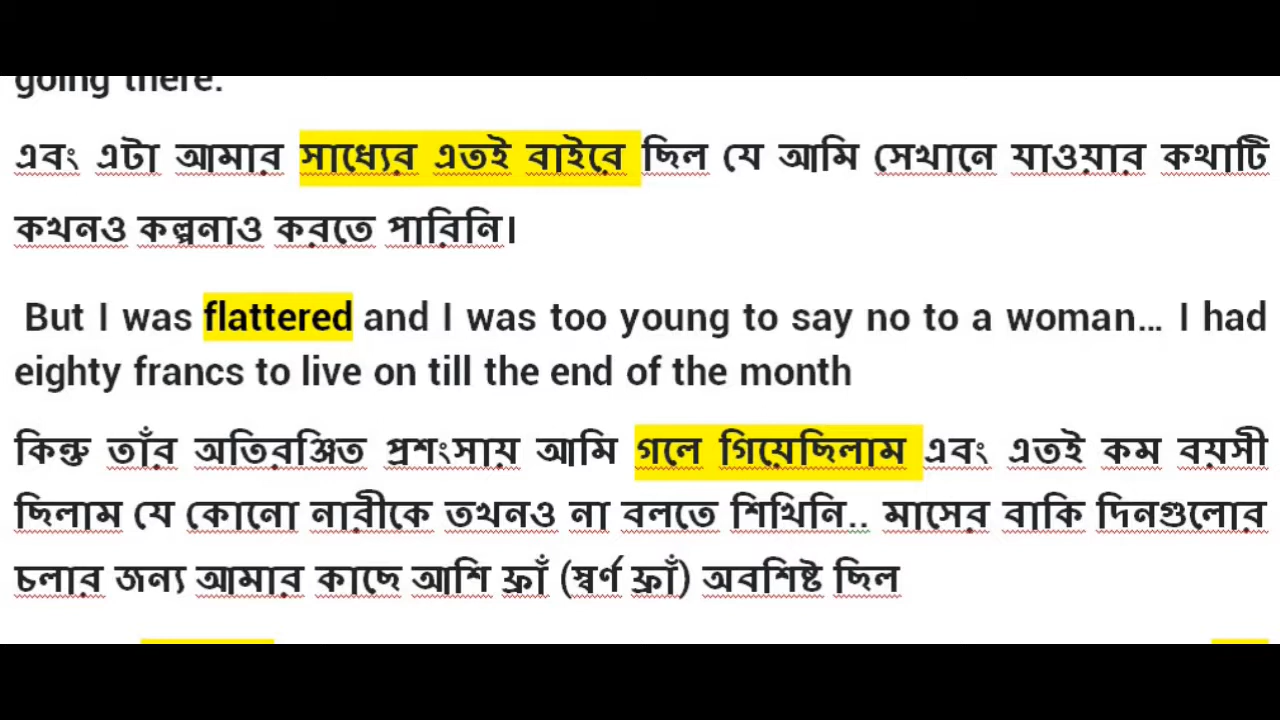 going there.
এবং এটা আমার সাধ্যের এতই বাইরে ছিল যে আমি সেখানে যাওয়ার কথাটি
কখনও কল্পনাও করতে পারিনি।
But I was flattered and I was too young to say no to a woman... I had
eighty francs to live on till the end of the month
কিন্তু তাঁর অতিরঞ্জিত প্রশংসায় আমি গলে গিয়েছিলাম এবং এতই কম বয়সী
ছিলাম যে কোনো নারীকে তখনও না বলতে শিখিনি.. মাসের বাকি দিনগুলোর
চলার জন্য আমার কাছে আশি ফ্রাঁ (স্বর্ণ ফ্রাঁ) অবশিষ্ট ছিল